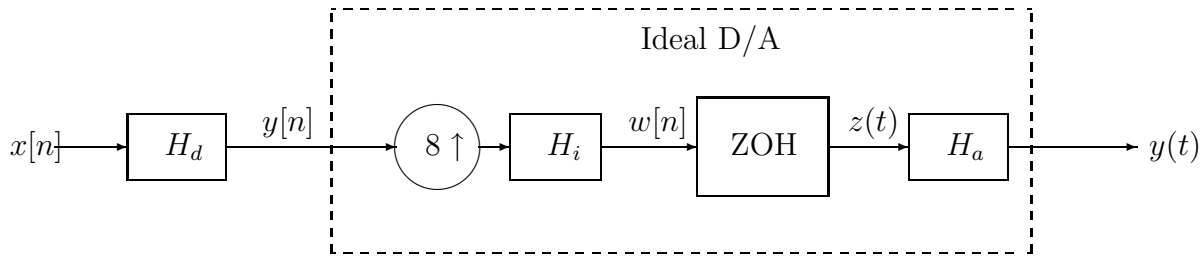 Ideal D/A
x[n] H_d y[n] 8 ↑ H_i w[n] ZOH z(t) H_a y(t)